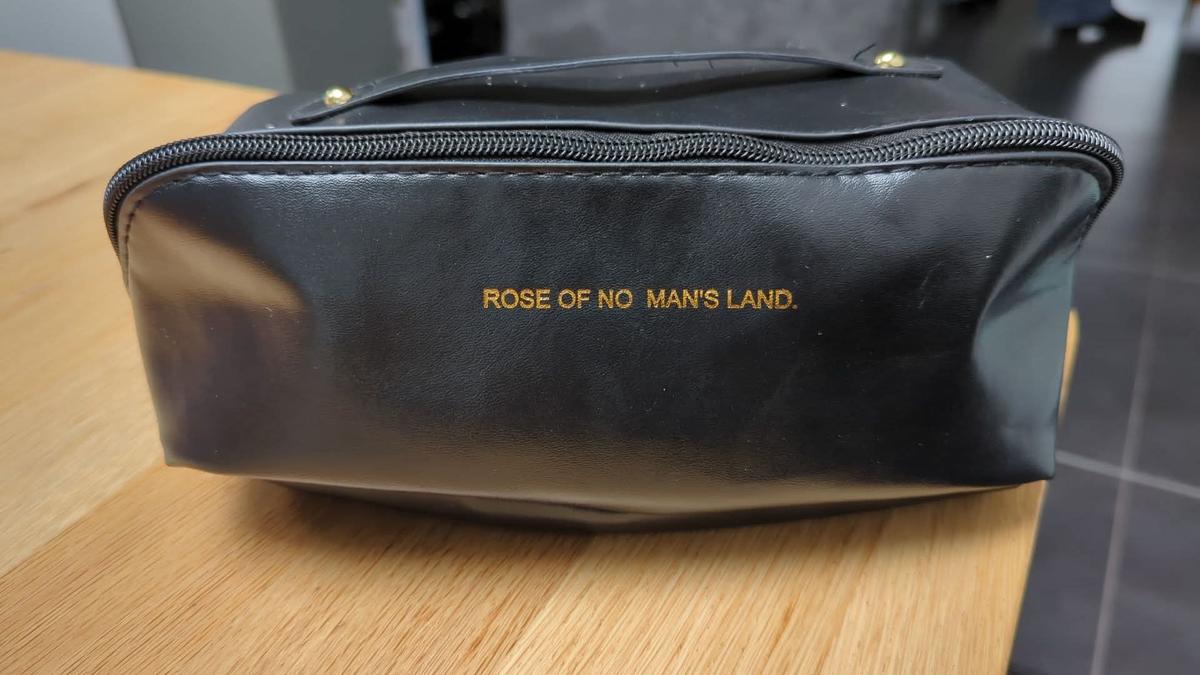 ROSE OF NO  MAN'S LAND.